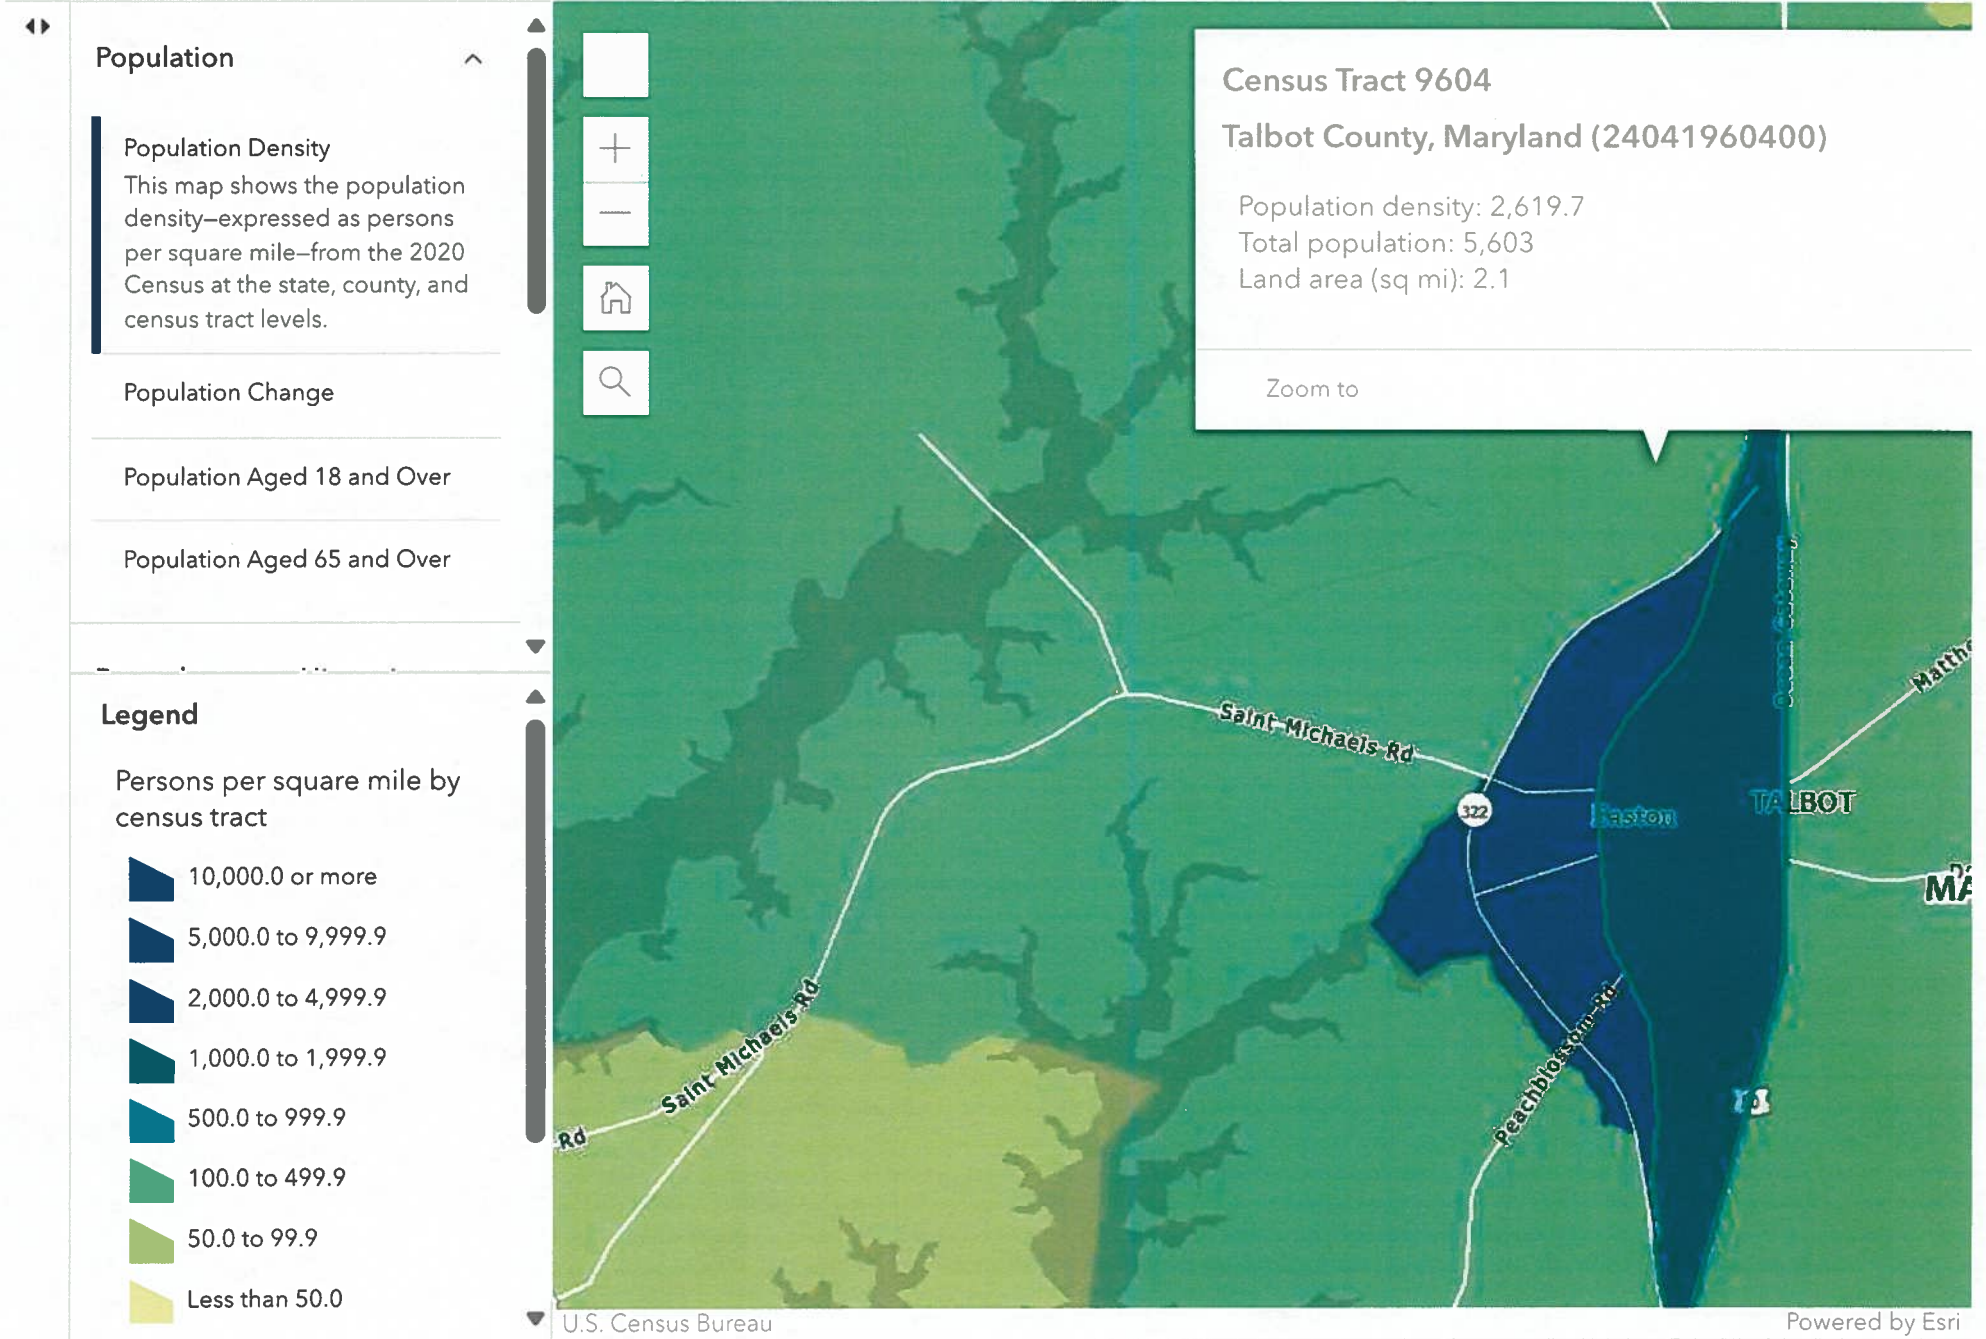 Population
Population Density
This map shows the population
density—expressed as persons
per square mile—from the 2020
Census at the state, county, and
census tract levels.
Population Change
Population Aged 18 and Over
Population Aged 65 and Over
Legend
Persons per square mile by
census tract
10,000.0 or more
5,000.0 to 9,999.9
2,000.0 to 4,999.9
1,000.0 to 1,999.9
500.0 to 999.9
100.0 to 499.9
50.0 to 99.9
Less than 50.0
Census Tract 9604
Talbot County, Maryland (24041960400)
Population density: 2,619.7
Total population: 5,603
Land area (sq mi): 2.1
Zoom to
Matthe
Saint Michaels Rd
322
Easton
TALBOT
MA
Saint Michaels Rd
Peachblossom Rd
Rd
U.S. Census Bureau
Powered by Esri